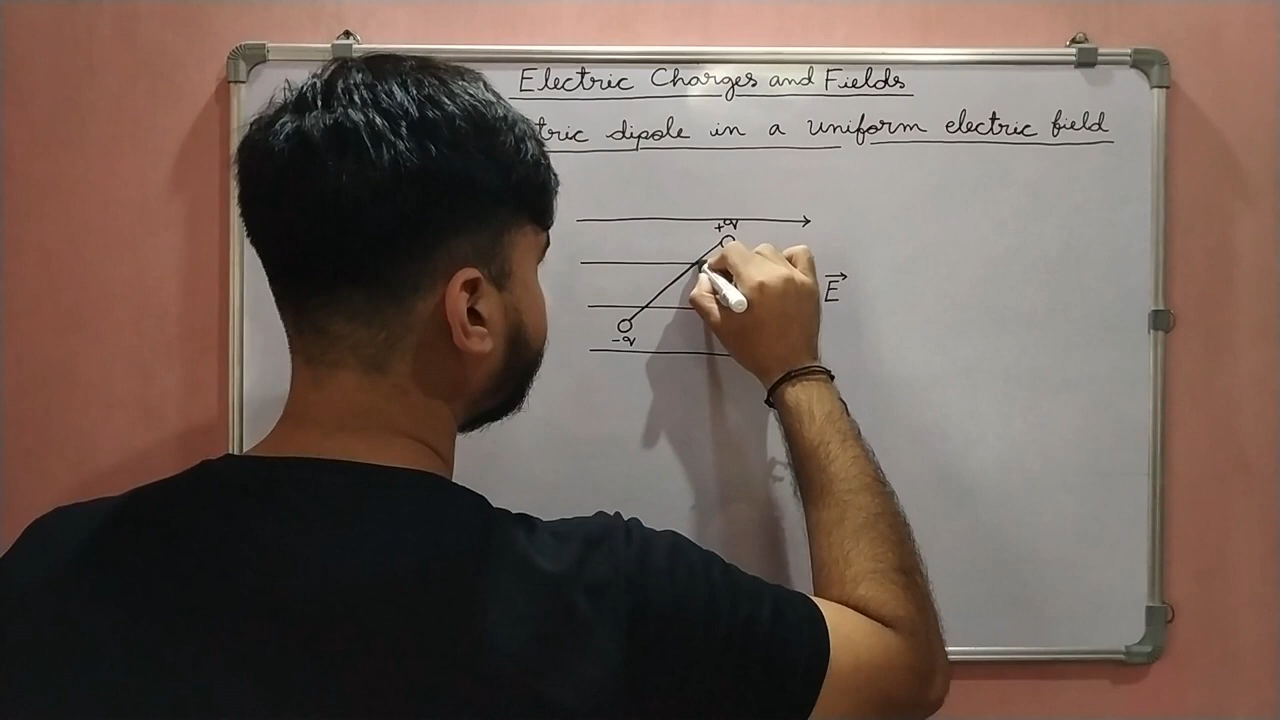 Electric Charges and Fields
tric dipole in a uniform electric field
+q
E
-q